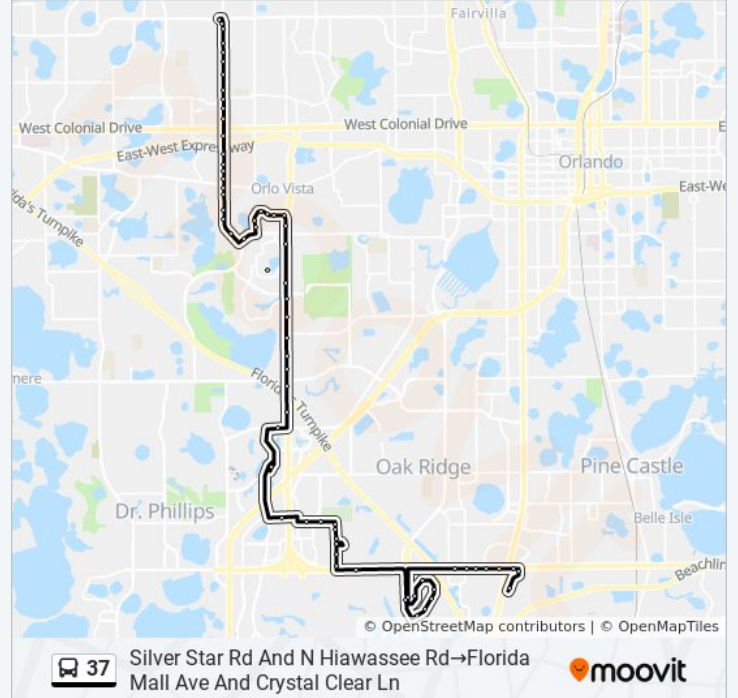 Fairvilla
West Colonial Drive
West Colonial Drive
E
East-West Expressway
Orlando
Orlo Vista
East-We
ida's Turnpike
mere
Florida's Turnpike
Oak Ridge
Pine Castle
Dr. Phillips
Belle Isle
Beachlin
© OpenStreetMap contributors | © OpenMapTiles
37
Silver Star Rd And N Hiawassee Rd→Florida
Mall Ave And Crystal Clear Ln
moovit